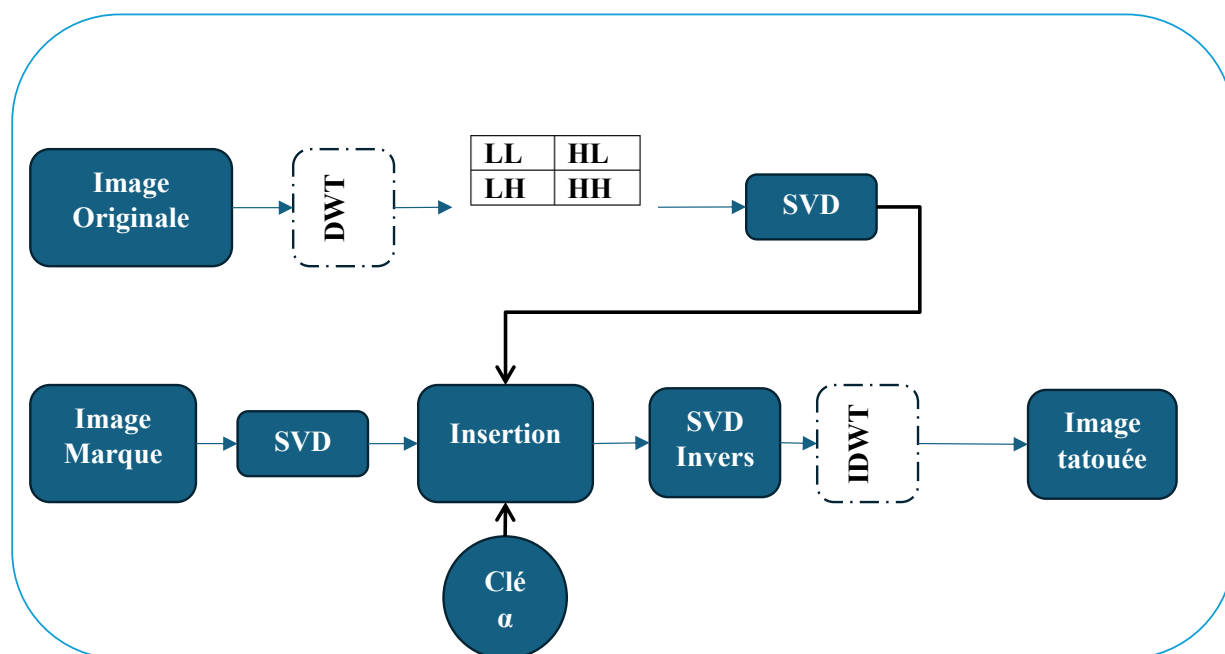 Image
Originale
DWT
LL HL
LH HH
SVD
Image
Marque
SVD
Insertion
SVD
Invers
IDWT
Image
tatouée
Clé
α